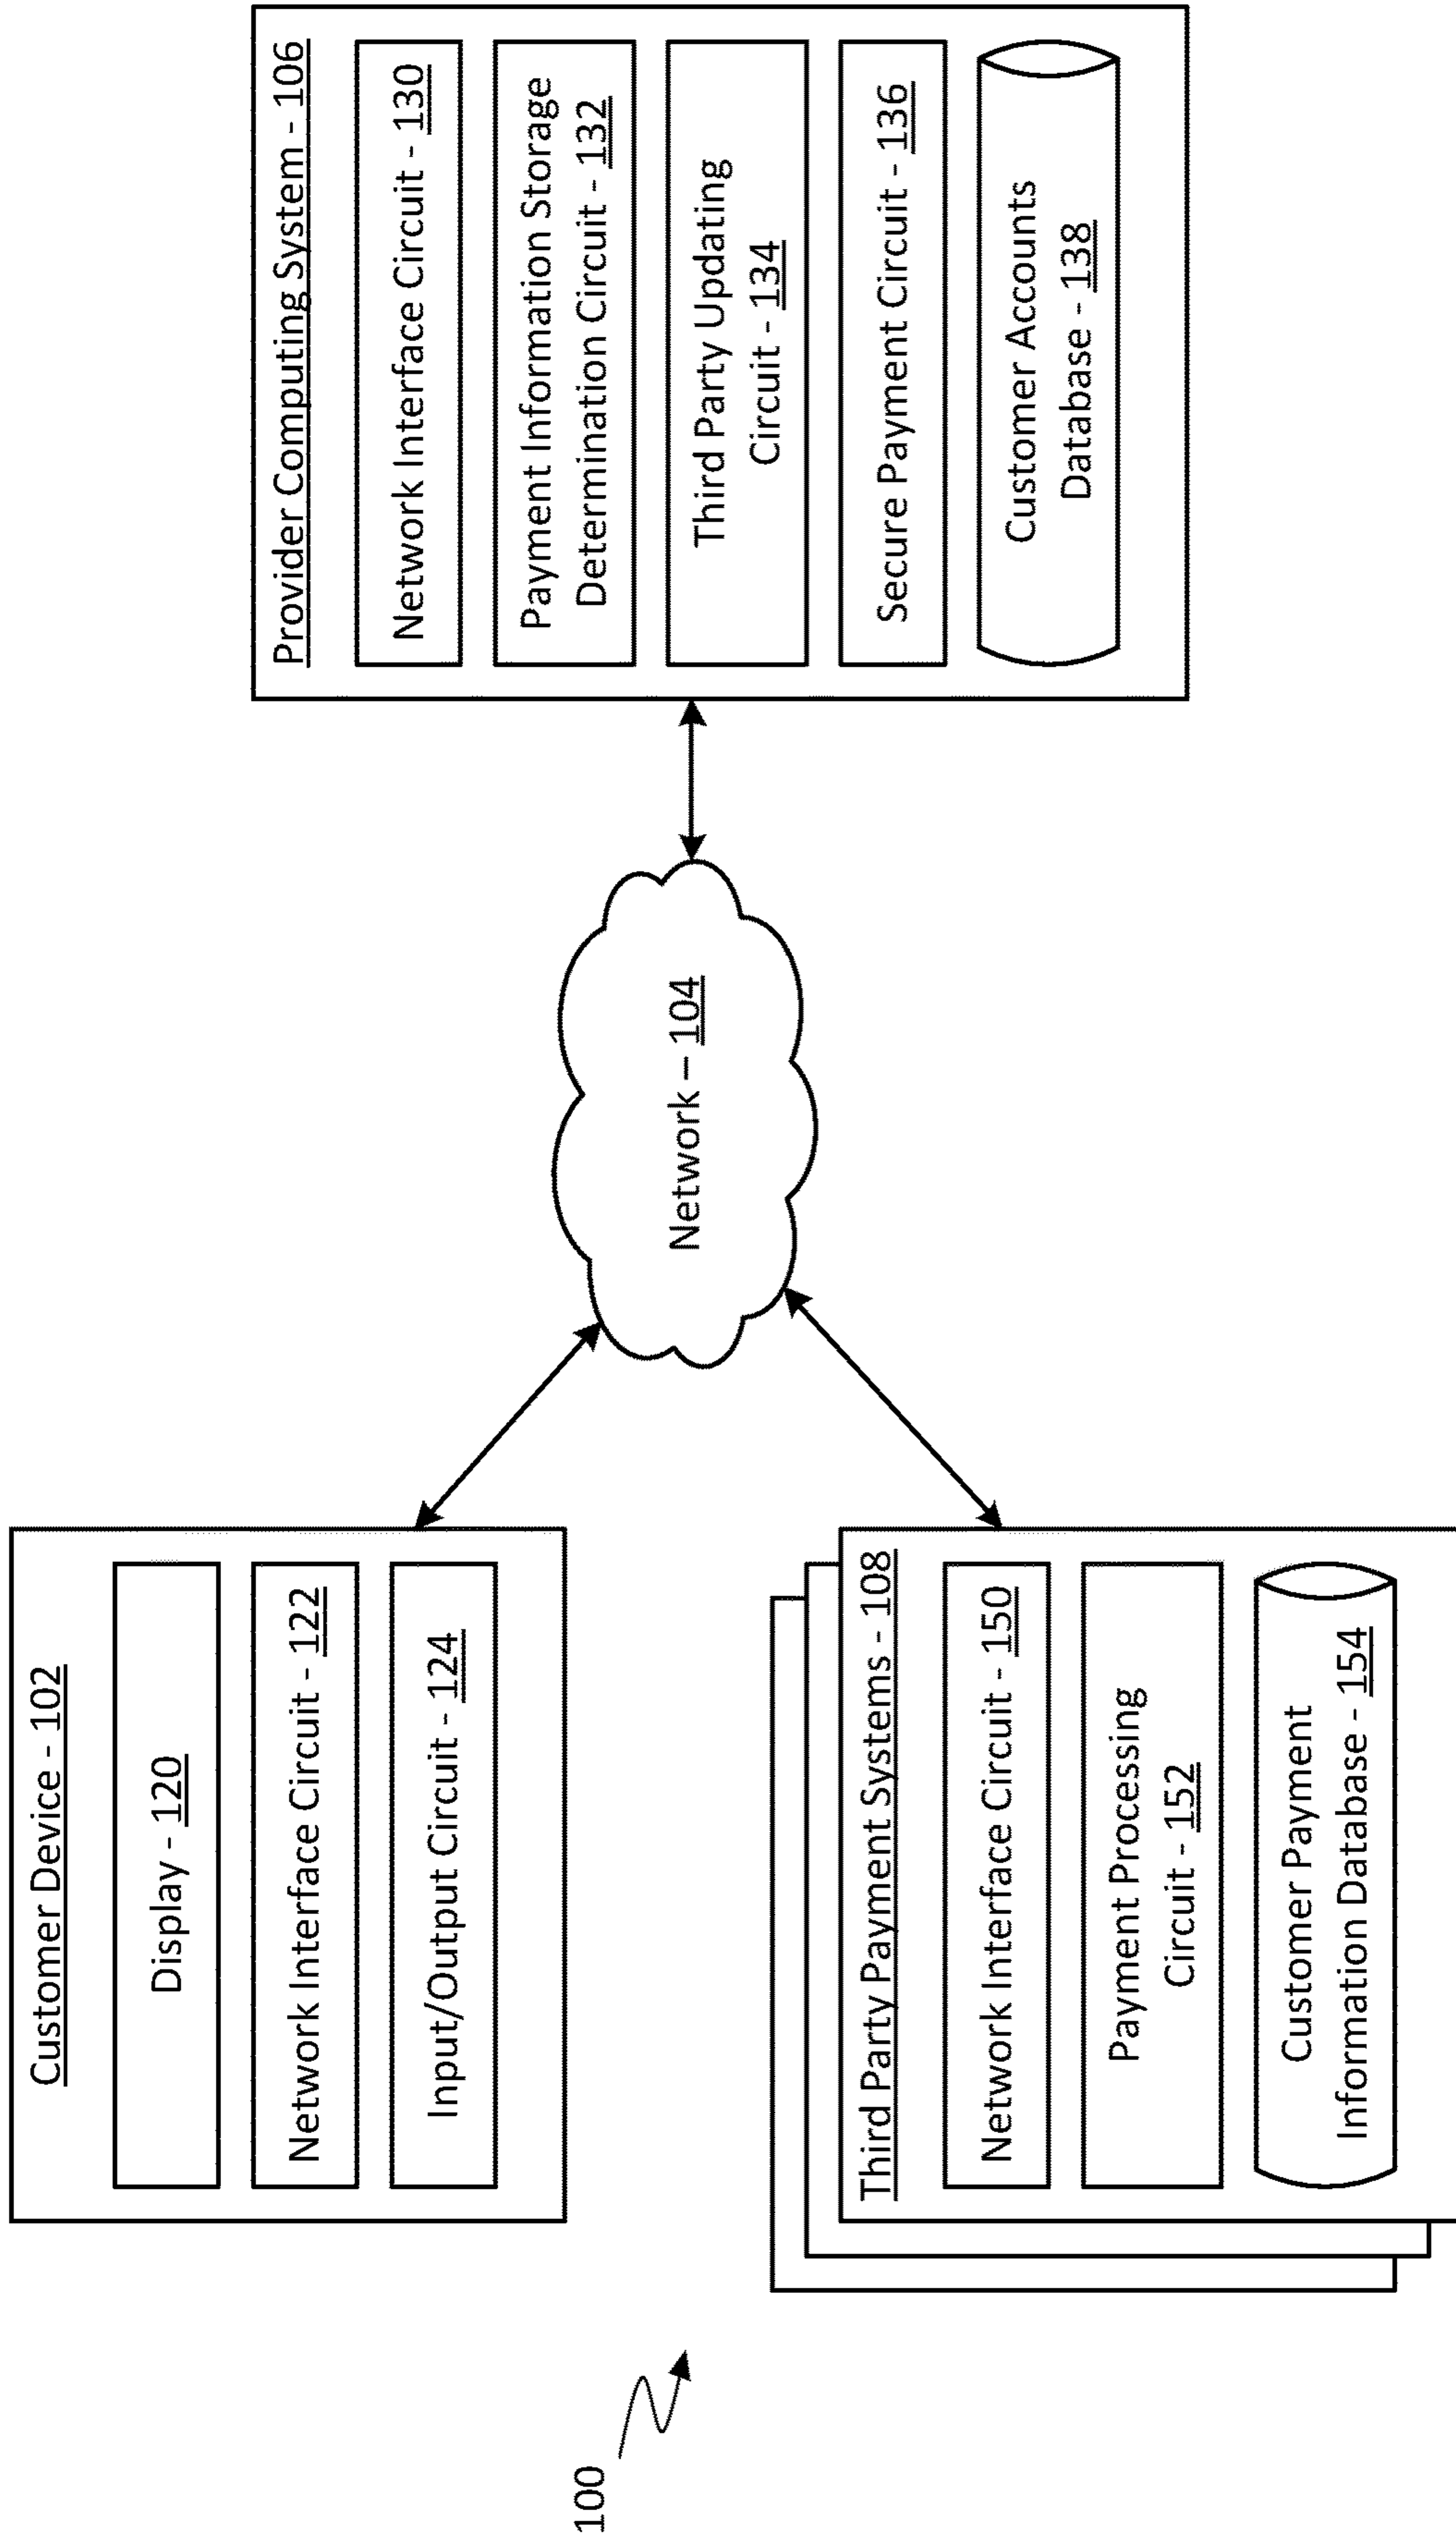 100
Customer Device - 102
Display - 120
Network Interface Circuit - 122
Input/Output Circuit - 124
Third Party Payment Systems - 108
Network Interface Circuit - 150
Payment Processing
Circuit - 152
Customer Payment
Information Database - 154
Network – 104
Provider Computing System - 106
Network Interface Circuit - 130
Payment Information Storage
Determination Circuit - 132
Third Party Updating
Circuit - 134
Secure Payment Circuit - 136
Customer Accounts
Database - 138